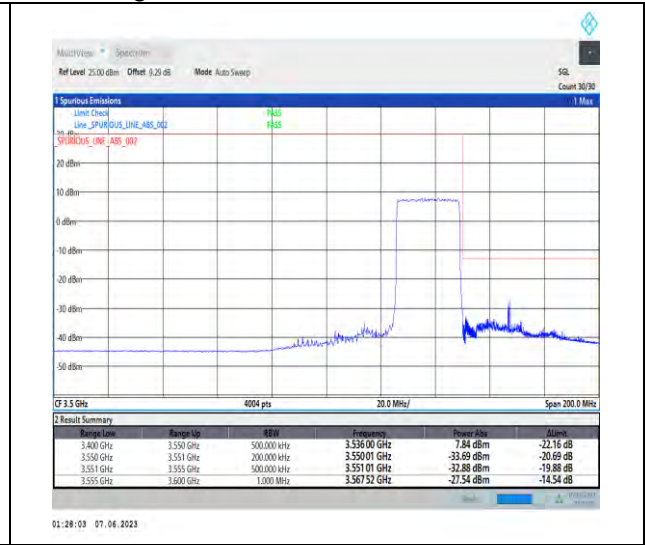 MultiView Spectrum
Ref Level 25.00 dBm Offset 9.29 dB Mode Auto Sweep SGL
Count 30/30
1 Spurious Emissions 1 Max
Limit Check PASS
Line _SPURIOUS_LINE_ABS_002 PASS
_SPURIOUS_LINE_ABS_002
20 dBm
10 dBm
0 dBm
-10 dBm
-20 dBm
-30 dBm
-40 dBm
-50 dBm
CF 3.5 GHz 4004 pts 20.0 MHz/ Span 200.0 MHz
2 Result Summary
Range Low Range Up RBW Frequency Power Abs ΔLimit
3.400 GHz 3.550 GHz 500.000 kHz 3.536 00 GHz 7.84 dBm -22.16 dB
3.550 GHz 3.551 GHz 200.000 kHz 3.550 01 GHz -33.69 dBm -20.69 dB
3.551 GHz 3.555 GHz 500.000 kHz 3.551 01 GHz -32.88 dBm -19.88 dB
3.555 GHz 3.600 GHz 1.000 MHz 3.567 52 GHz -27.54 dBm -14.54 dB
01:28:03 07.06.2023